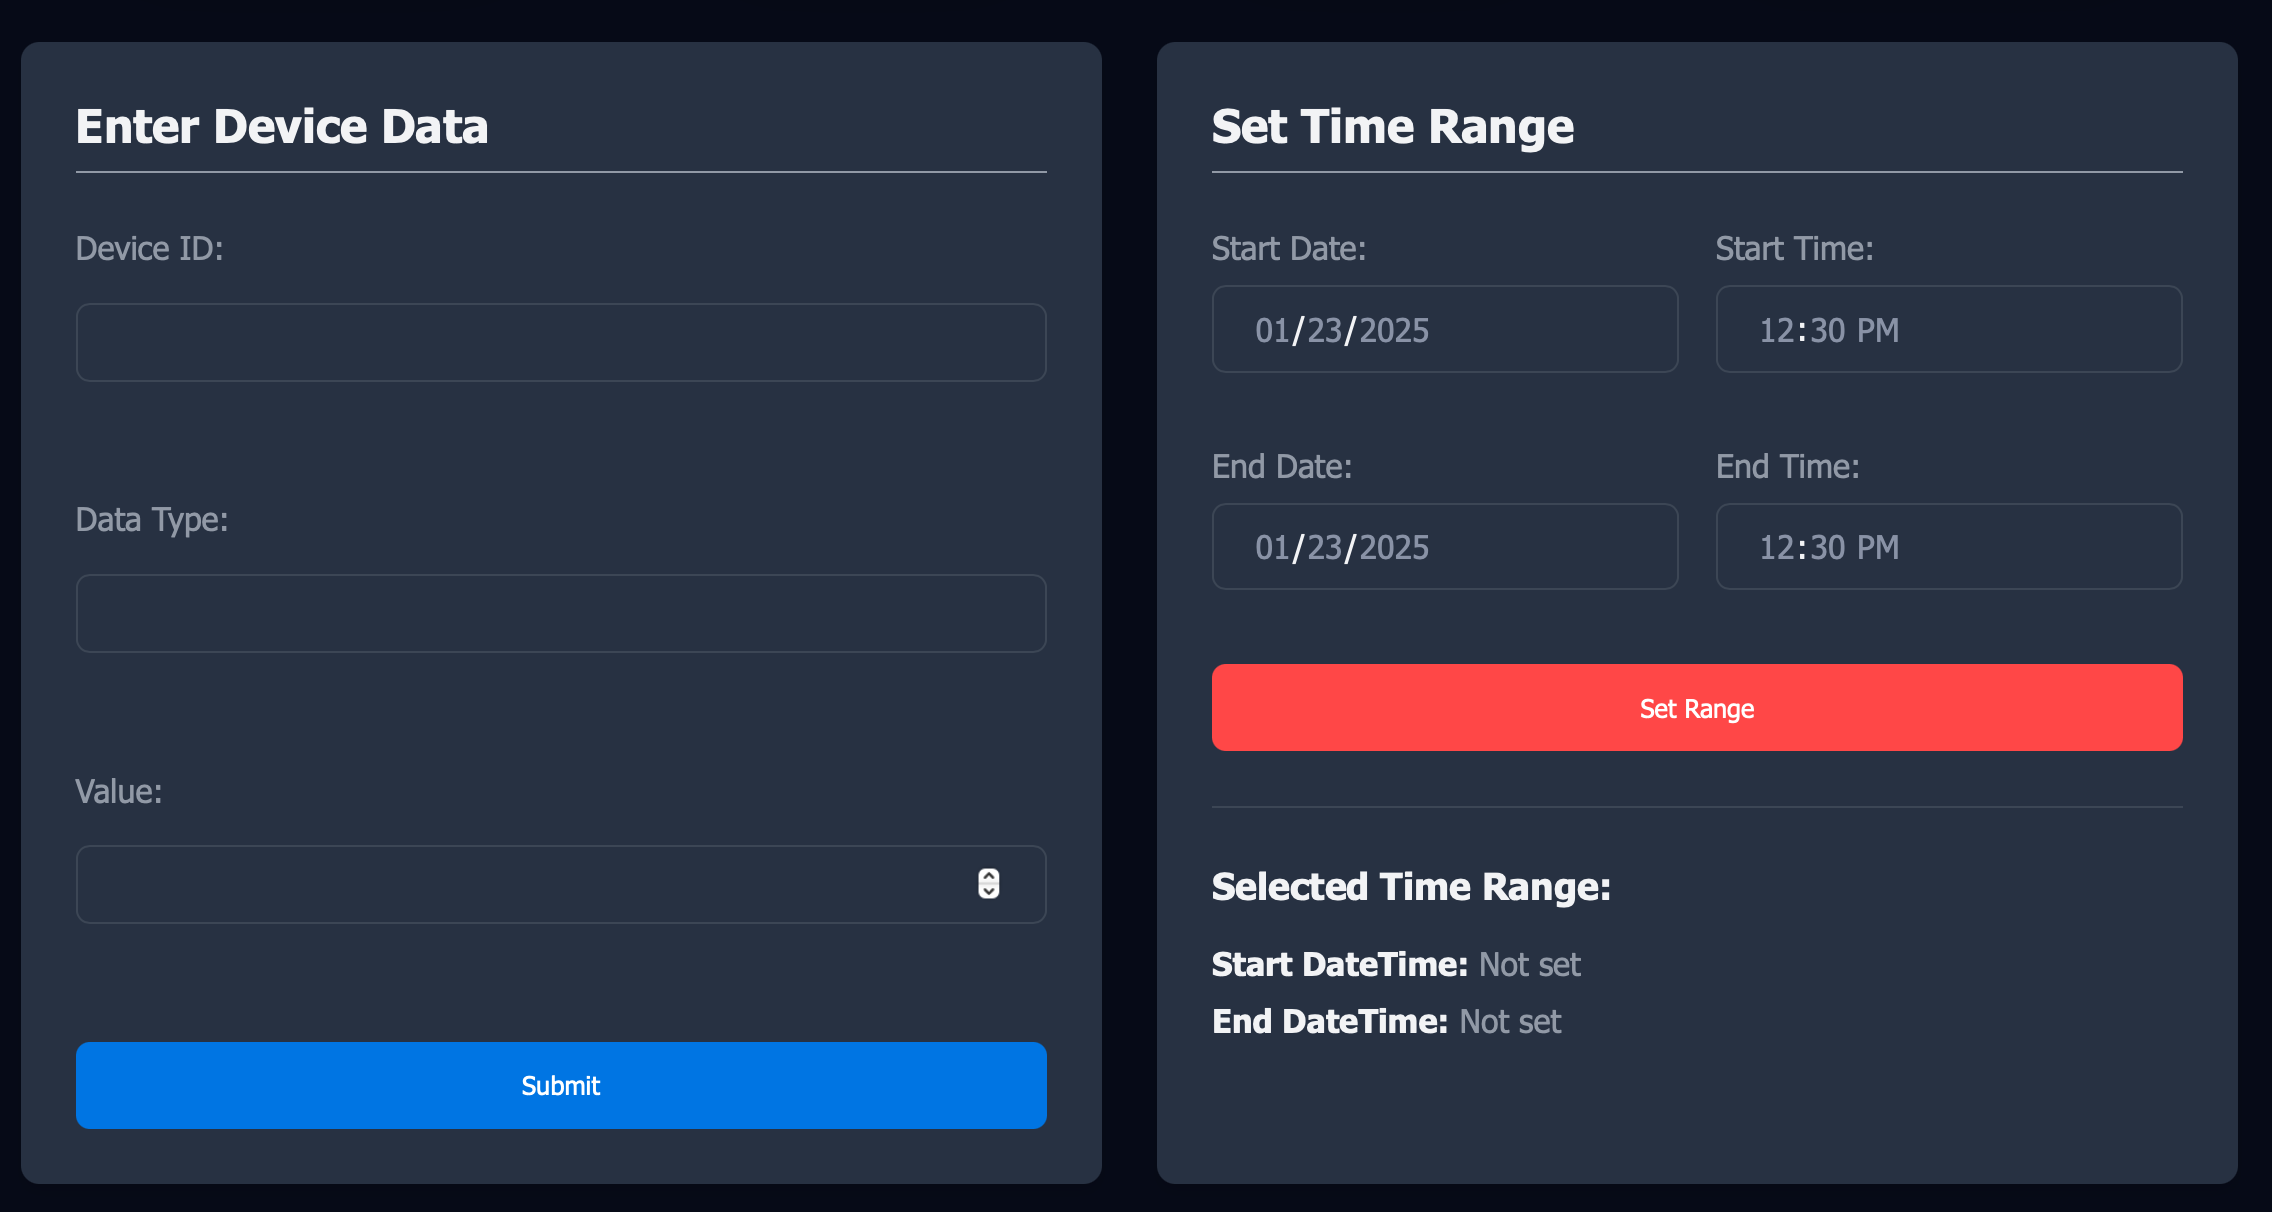 Enter Device Data
Device ID:
Data Type:
Value:
Submit
Set Time Range
Start Date:
Start Time:
01/23/2025
12:30 PM
End Date:
End Time:
01/23/2025
12:30 PM
Set Range
Selected Time Range:
Start DateTime: Not set
End DateTime: Not set